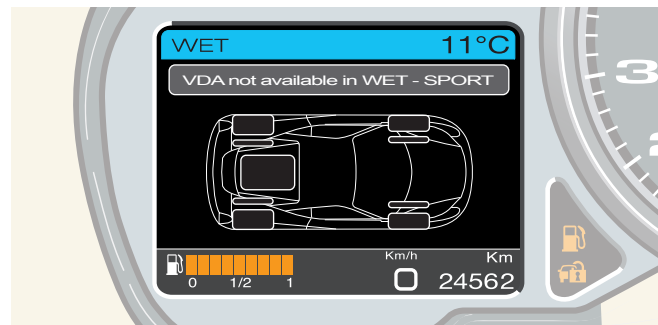 WET 11°C
VDA not available in WET - SPORT
Km/h Km
0 1/2 1 0 24562
3